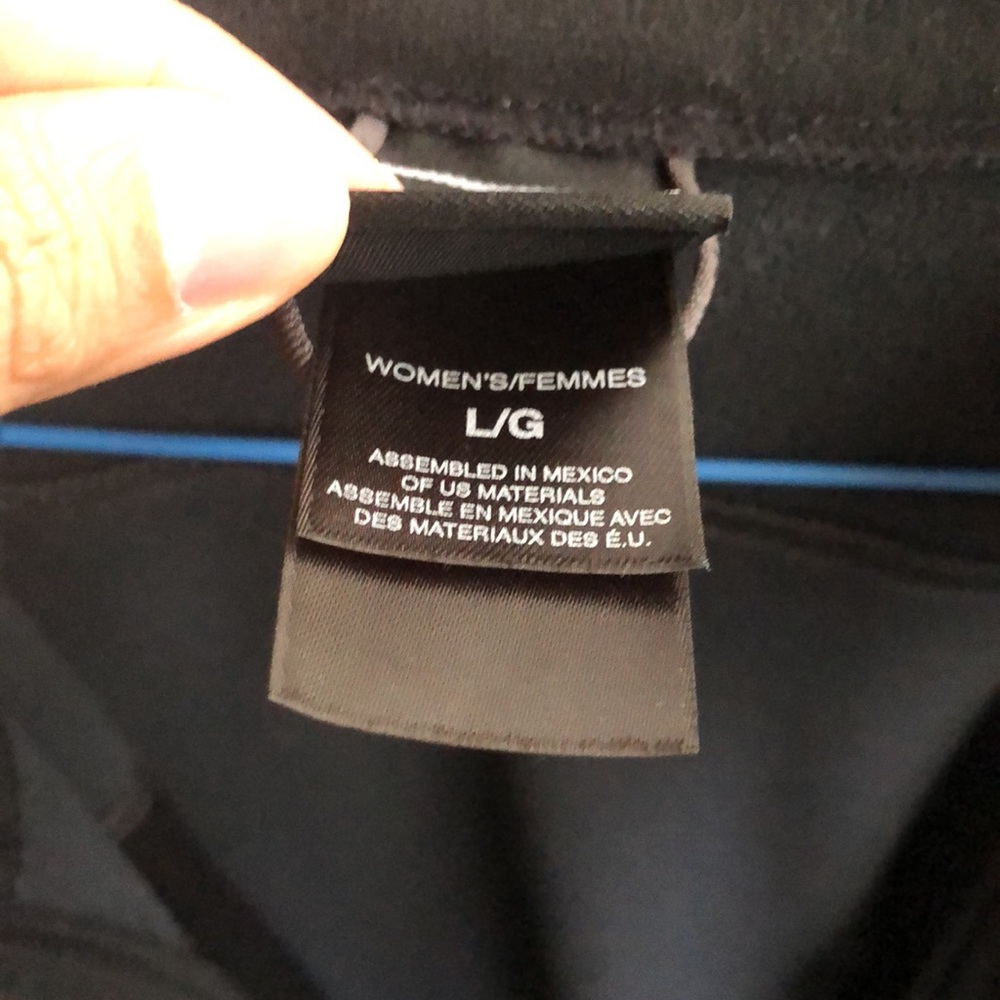 WOMEN'S/FEMMES
L/G
ASSEMBLED IN MEXICO
OF US MATERIALS
ASSEMBLE EN MEXIQUE AVEC
DES MATERIAUX DES É.U.